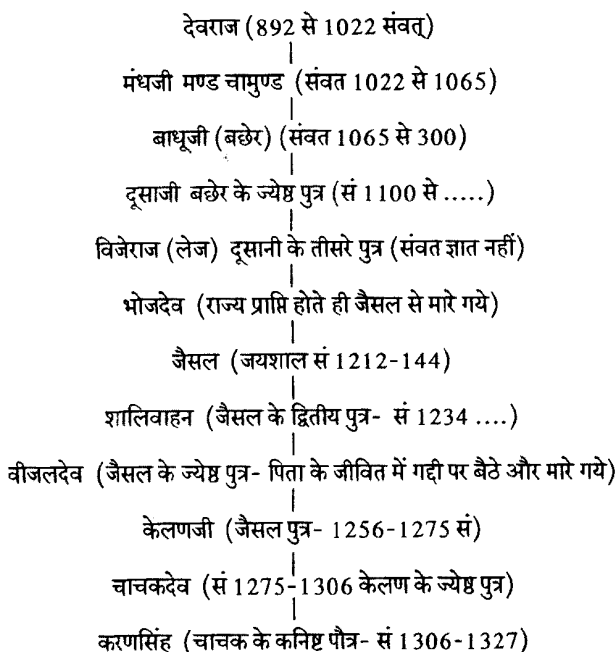 देवराज (892 से 1022 संवत्)
मंधजी मण्ड चामुण्ड (संवत 1022 से 1065)
बाधूजी (बछेर) (संवत 1065 से 300)
दूसाजी बछेर के ज्येष्ठ पुत्र (सं 1100 से .....)
विजेराज (लेज) दूसानी के तीसरे पुत्र (संवत ज्ञात नहीं)
भोजदेव (राज्य प्राप्ति होते ही जैसल से मारे गये)
जैसल (जयशाल सं 1212-144)
शालिवाहन (जैसल के द्वितीय पुत्र- सं 1234 ....)
वीजलदेव (जैसल के ज्येष्ठ पुत्र- पिता के जीवित में गद्दी पर बैठे और मारे गये)
केलणजी (जैसल पुत्र- 1256-1275 सं)
चाचकदेव (सं 1275-1306 केलण के ज्येष्ठ पुत्र)
करणसिंह (चाचक के कनिष्ट पौत्र- सं 1306-1327)